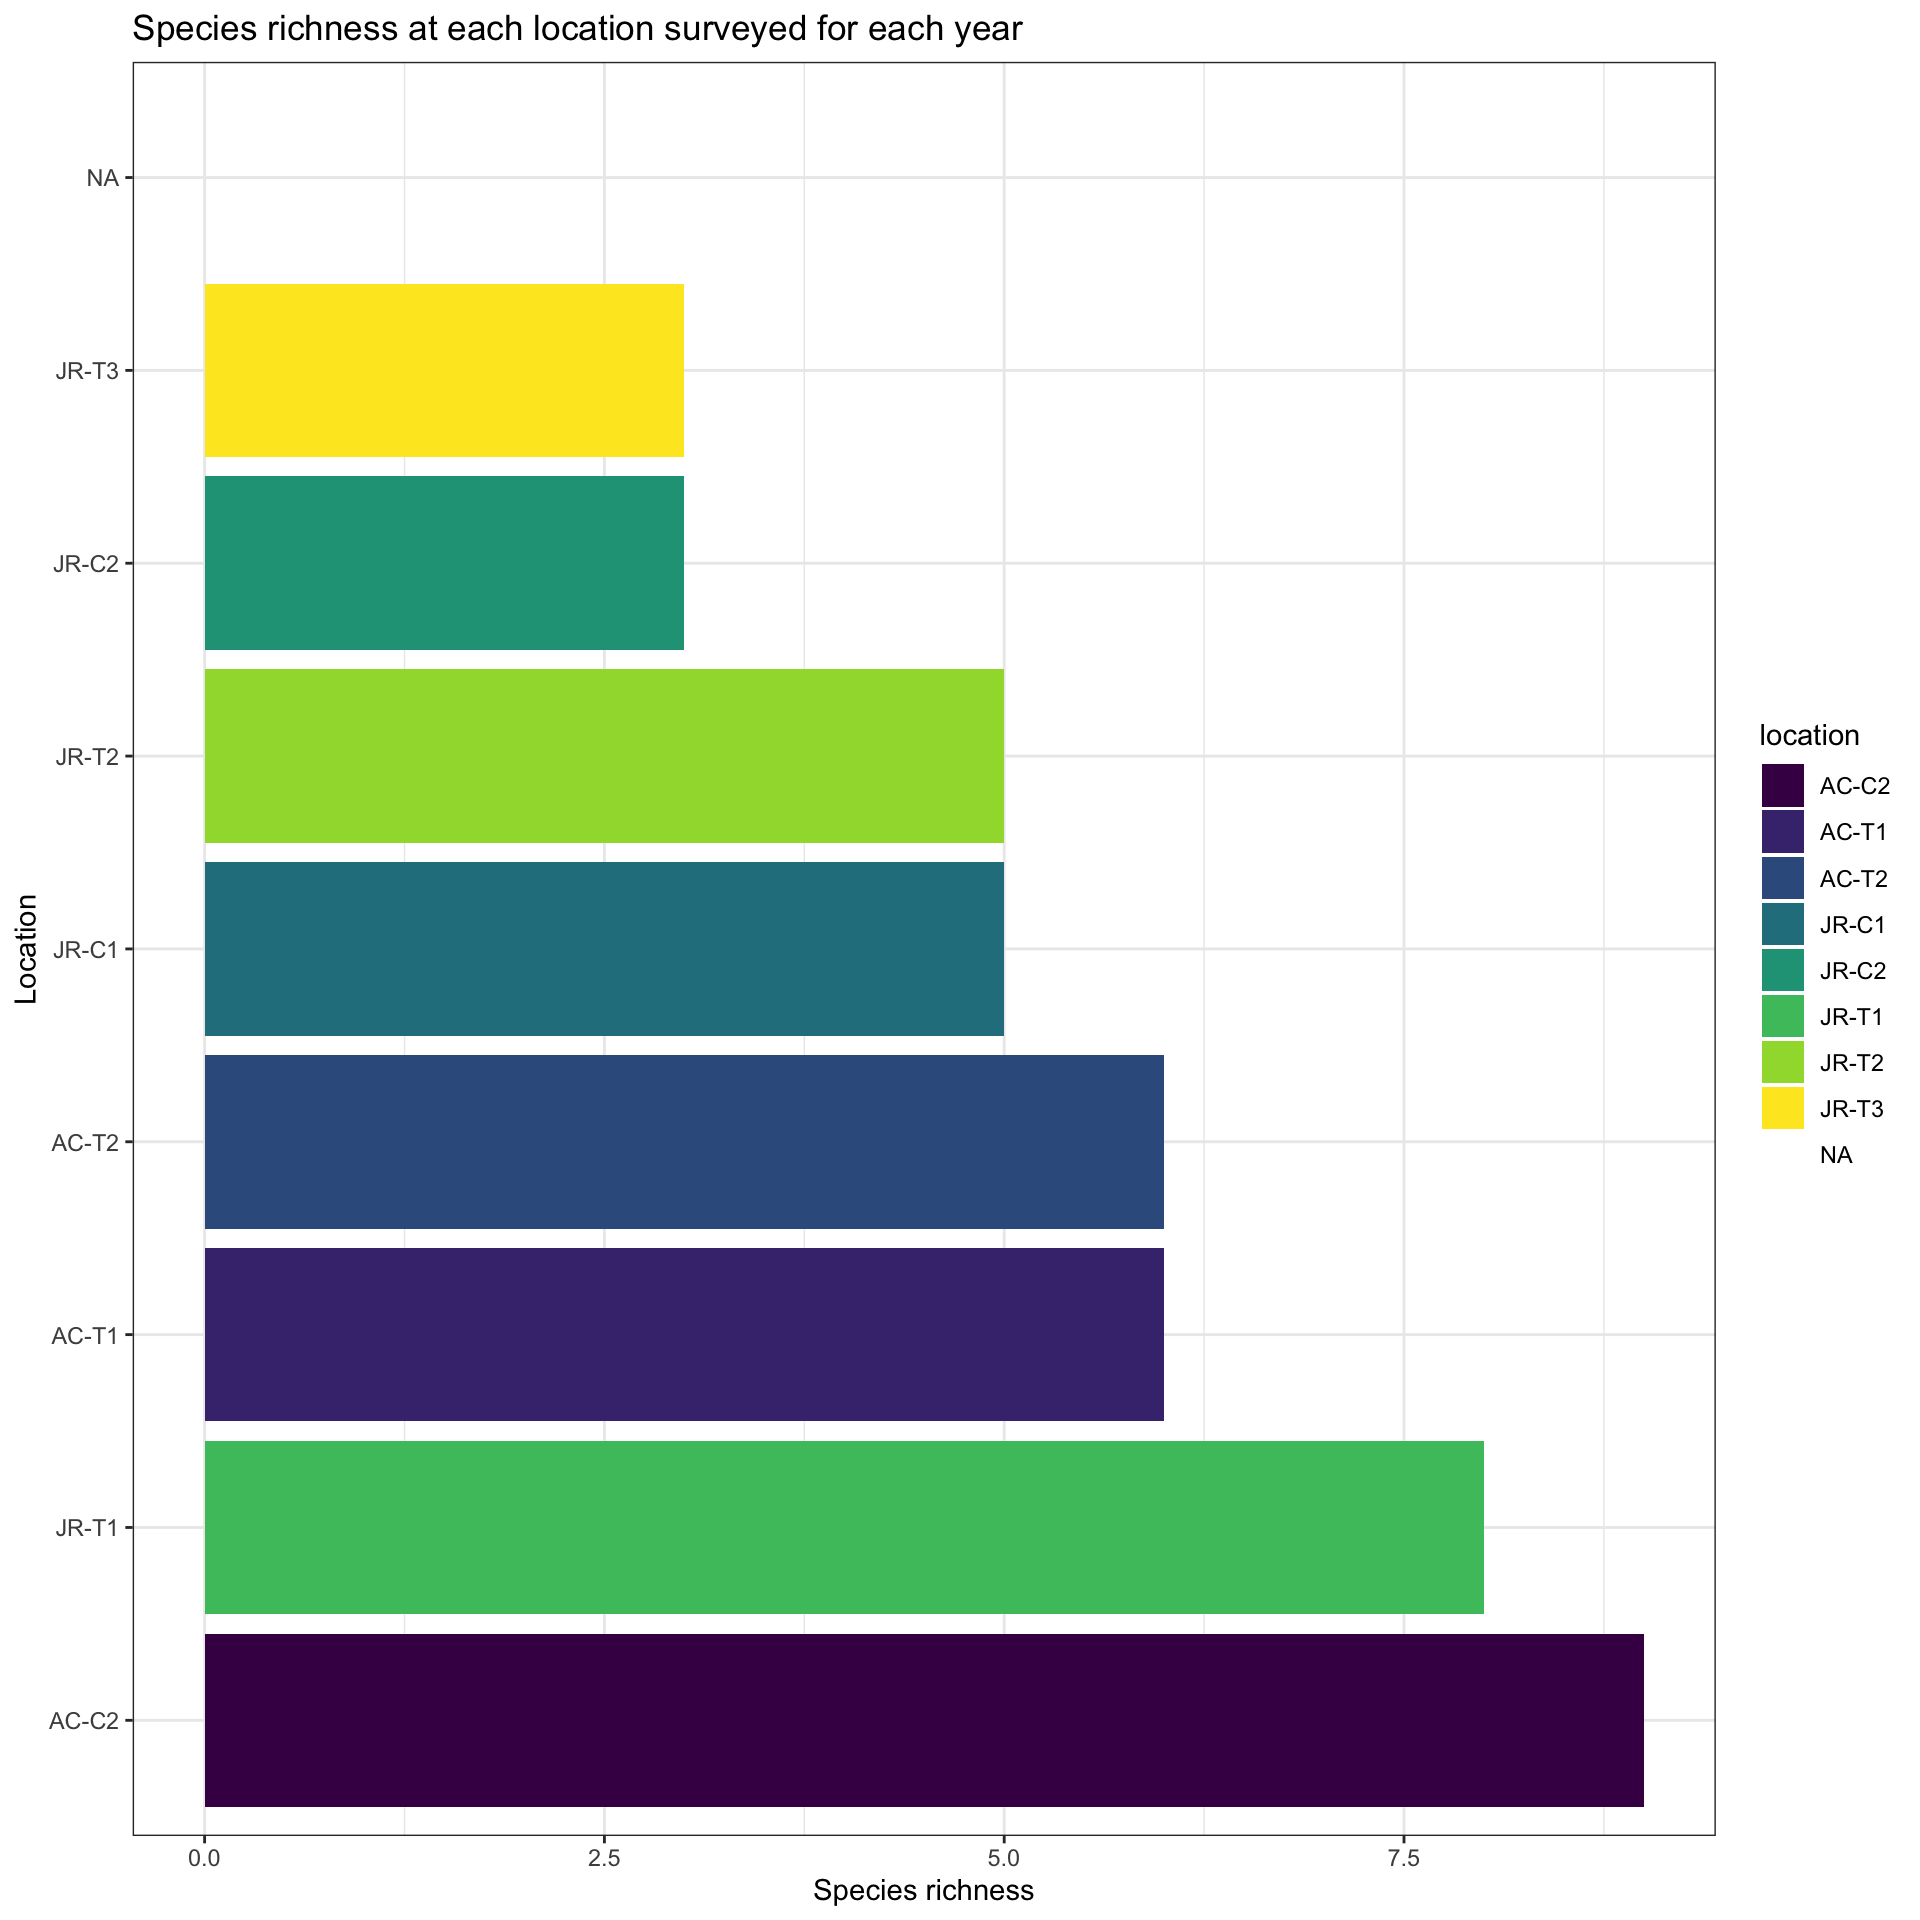 Species richness at each location surveyed for each year
NA
JR-T3
JR-C2
JR-T2
JR-C1
AC-T2
AC-T1
JR-T1
AC-C2
Location
0.0 2.5 5.0 7.5
Species richness
location
AC-C2
AC-T1
AC-T2
JR-C1
JR-C2
JR-T1
JR-T2
JR-T3
NA